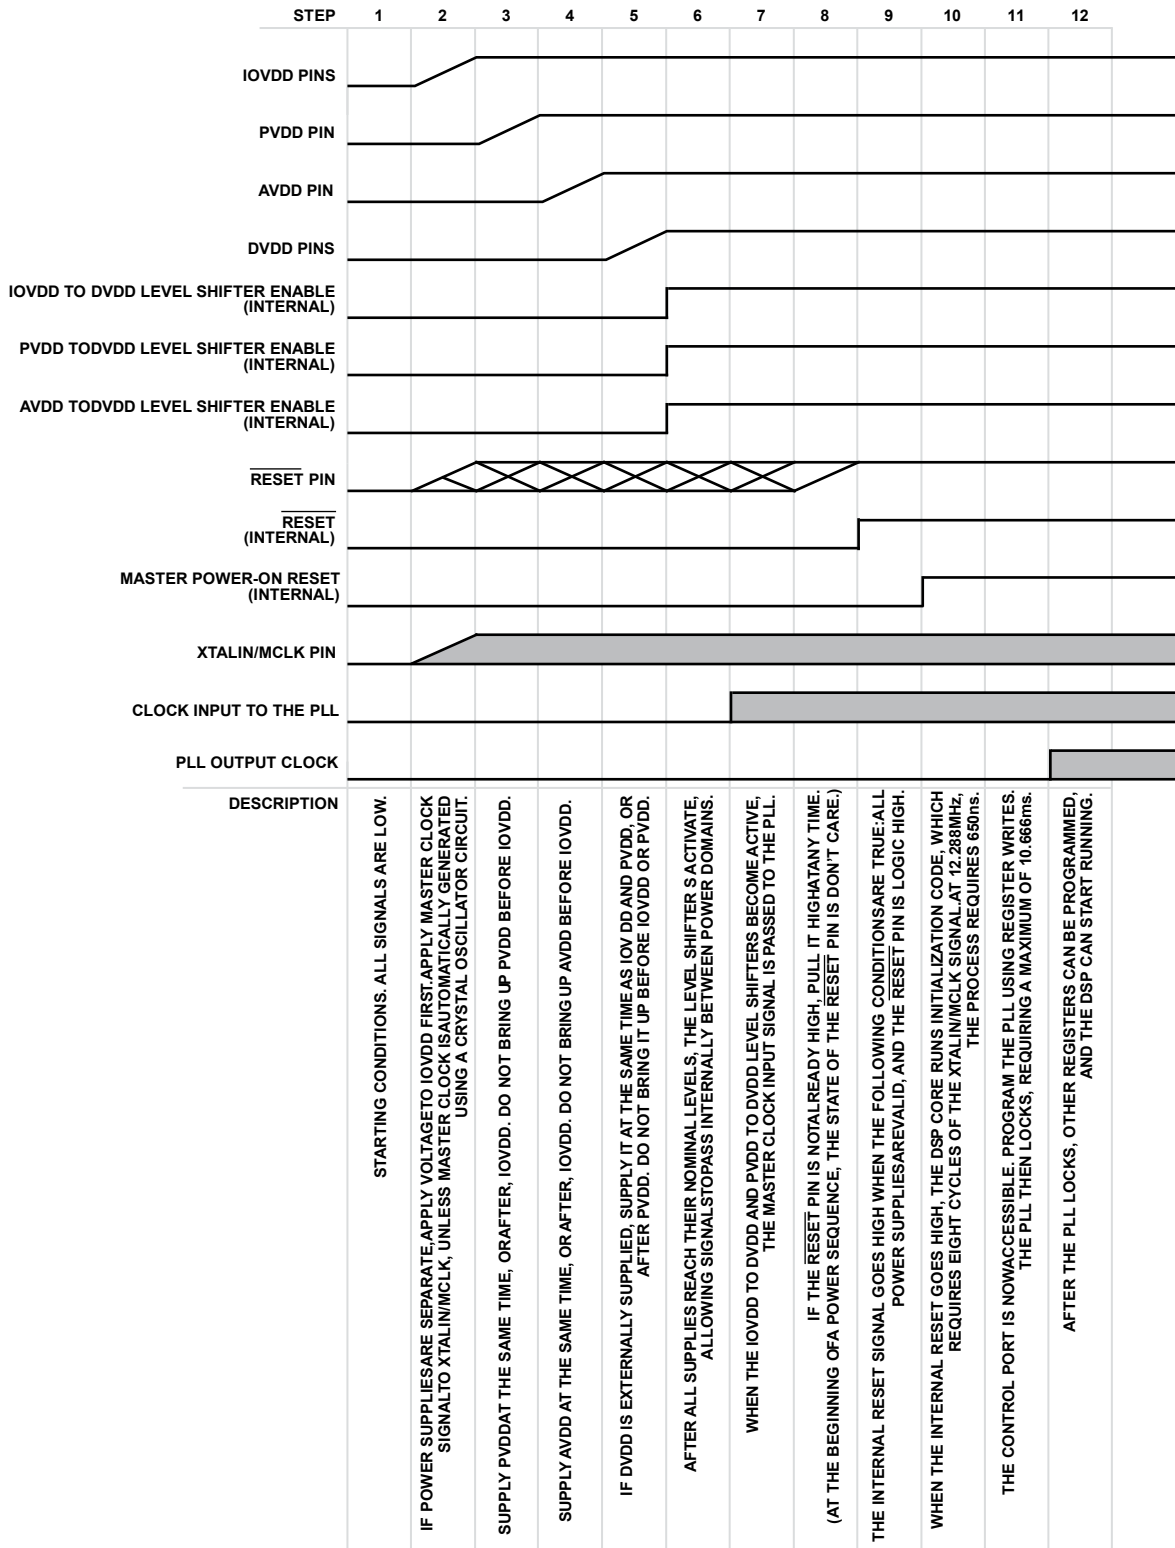 STEP 1 2 3 4 5 6 7 8 9 10 11 12
IOVDD PINS
PVDD PIN
AVDD PIN
DVDD PINS
IOVDD TO DVDD LEVEL SHIFTER ENABLE
(INTERNAL)
PVDD TODVDD LEVEL SHIFTER ENABLE
(INTERNAL)
AVDD TODVDD LEVEL SHIFTER ENABLE
(INTERNAL)
RESET PIN
RESET
(INTERNAL)
MASTER POWER-ON RESET
(INTERNAL)
XTALIN/MCLK PIN
CLOCK INPUT TO THE PLL
PLL OUTPUT CLOCK
DESCRIPTION
STARTING CONDITIONS. ALL SIGNALS ARE LOW.
IF POWER SUPPLIESARE SEPARATE,APPLY VOLTAGETO IOVDD FIRST.APPLY MASTER CLOCK
SIGNALTO XTALIN/MCLK, UNLESS MASTER CLOCK ISAUTOMATICALLY GENERATED
USING A CRYSTAL OSCILLATOR CIRCUIT.
SUPPLY PVDDAT THE SAME TIME, ORAFTER, IOVDD. DO NOT BRING UP PVDD BEFORE IOVDD.
SUPPLY AVDD AT THE SAME TIME, OR AFTER, IOVDD. DO NOT BRING UP AVDD BEFORE IOVDD.
IF DVDD IS EXTERNALLY SUPPLIED, SUPPLY IT AT THE SAME TIME AS IOV DD AND PVDD, OR
AFTER PVDD. DO NOT BRING IT UP BEFORE IOVDD OR PVDD.
AFTER ALL SUPPLIES REACH THEIR NOMINAL LEVELS, THE LEVEL SHIFTER S ACTIVATE,
ALLOWING SIGNALSTOPASS INTERNALLY BETWEEN POWER DOMAINS.
WHEN THE IOVDD TO DVDD AND PVDD TO DVDD LEVEL SHIFTERS BECOME ACTIVE,
THE MASTER CLOCK INPUT SIGNAL IS PASSED TO THE PLL.
IF THE RESET PIN IS NOTALREADY HIGH, PULL IT HIGHATANY TIME.
(AT THE BEGINNING OFA POWER SEQUENCE, THE STATE OF THE RESET PIN IS DON'T CARE.)
THE INTERNAL RESET SIGNAL GOES HIGH WHEN THE FOLLOWING CONDITIONSARE TRUE:ALL
POWER SUPPLIESAREVALID, AND THE RESET PIN IS LOGIC HIGH.
WHEN THE INTERNAL RESET GOES HIGH, THE DSP CORE RUNS INITIALIZATION CODE, WHICH
REQUIRES EIGHT CYCLES OF THE XTALIN/MCLK SIGNAL.AT 12.288MHz,
THE PROCESS REQUIRES 650ns.
THE CONTROL PORT IS NOWACCESSIBLE. PROGRAM THE PLL USING REGISTER WRITES.
THE PLL THEN LOCKS, REQUIRING A MAXIMUM OF 10.666ms.
AFTER THE PLL LOCKS, OTHER REGISTERS CAN BE PROGRAMMED,
AND THE DSP CAN START RUNNING.